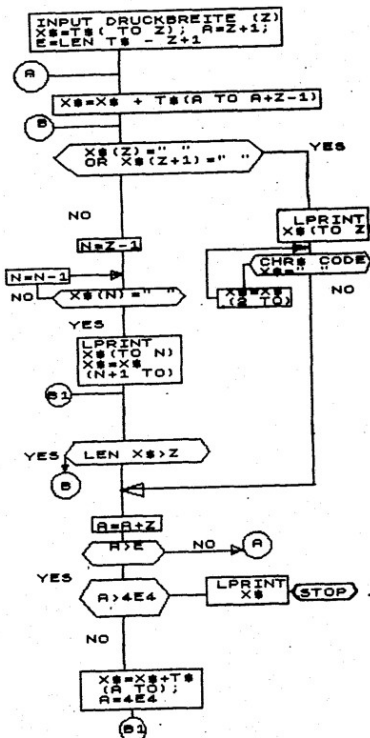 INPUT DRUCKBREITE (Z)
X$=T$( TO Z); A=Z+1;
E=LEN T$ - Z+1
A
X$=X$ + T$(A TO A+Z-1)
B
X$(Z)=" "
OR X$(Z+1)=" "
YES
NO
LPRINT
X$(TO Z
N=Z-1
CHR$ CODE
X$=" "
N=N-1
NO
X$(N)=" "
X$=X$
(2 TO)
NO
YES
LPRINT
X$(TO N)
X$=X$
(N+1 TO)
B1
YES
LEN X$>Z
B
A=A+Z
A>E
NO
A
YES
A>4E4
LPRINT
X$
STOP
NO
X$=X$+T$
(A TO);
A=4E4
B1